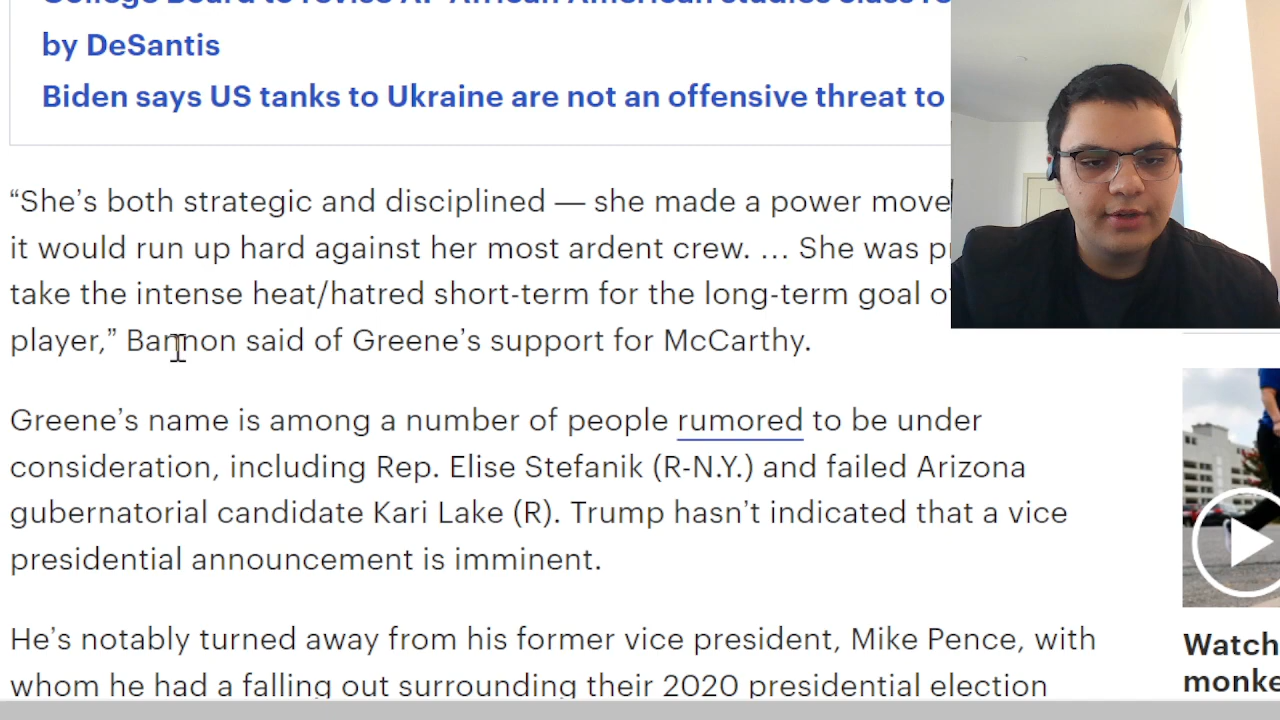 by DeSantis
Biden says US tanks to Ukraine are not an offensive threat to
“She’s both strategic and disciplined — she made a power move
it would run up hard against her most ardent crew. … She was
take the intense heat/hatred short-term for the long-term goal
player,” Bannon said of Greene’s support for McCarthy.
Greene’s name is among a number of people rumored to be under
consideration, including Rep. Elise Stefanik (R-N.Y.) and failed Arizona
gubernatorial candidate Kari Lake (R). Trump hasn’t indicated that a vice
presidential announcement is imminent.
He’s notably turned away from his former vice president, Mike Pence, with
whom he had a falling out surrounding their 2020 presidential election
Watch